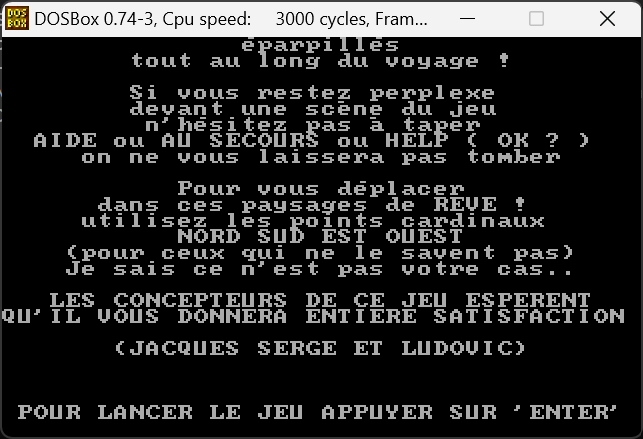 DOS
BOX
DOSBox 0.74-3, Cpu speed: 3000 cycles, Fram...
éparpillés
tout au long du voyage !
Si vous restez perplexe
devant une scène du jeu
n'hésitez pas à taper
AIDE ou AU SECOURS ou HELP ( OK ? )
on ne vous laissera pas tomber
Pour vous déplacer
dans ces paysages de REVE !
utilisez les points cardinaux
NORD SUD EST OUEST
(pour ceux qui ne le savent pas)
Je sais ce n'est pas votre cas..
LES CONCEPTEURS DE CE JEU ESPERENT
QU'IL VOUS DONNERA ENTIERE SATISFACTION
(JACQUES SERGE ET LUDOVIC)
POUR LANCER LE JEU APPUYER SUR 'ENTER'